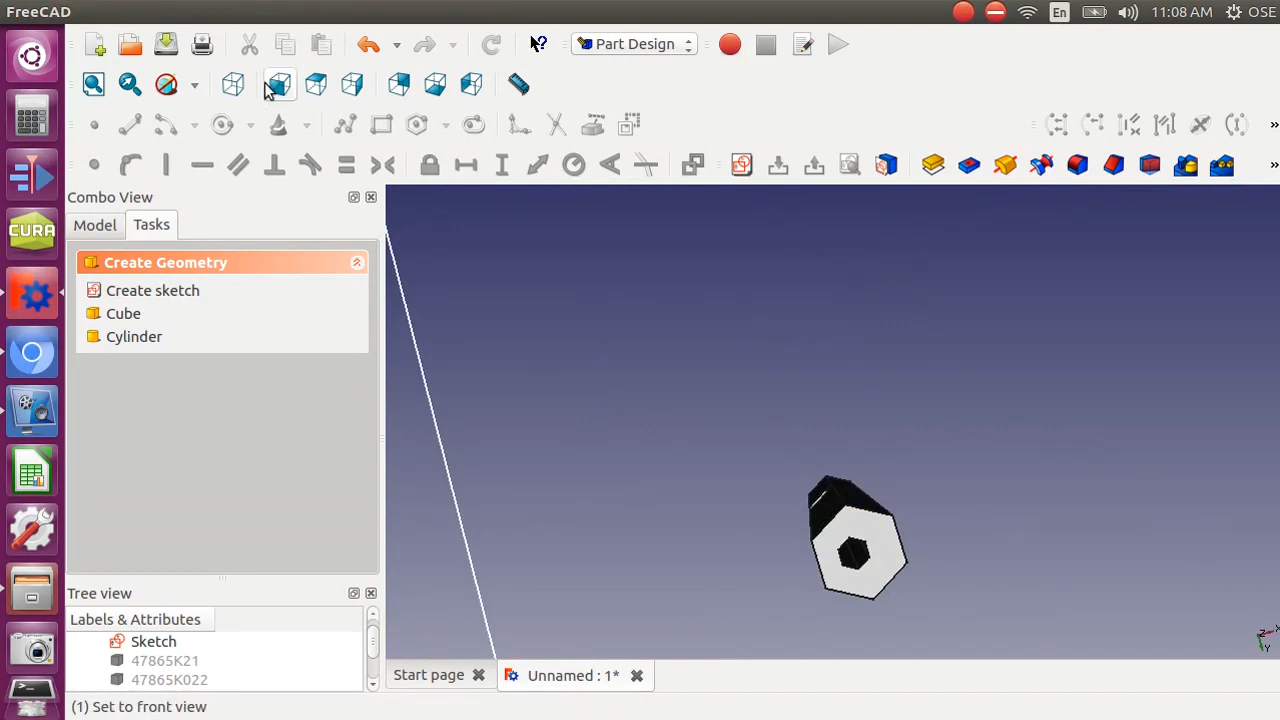 FreeCAD
En
11:08 AM
OSE
Part Design
»
»
CURA
Combo View
Model
Tasks
Create Geometry
Create sketch
Cube
Cylinder
Tree view
Labels & Attributes
Sketch
47865K21
47865K022
Start page
Unnamed : 1*
(1) Set to front view